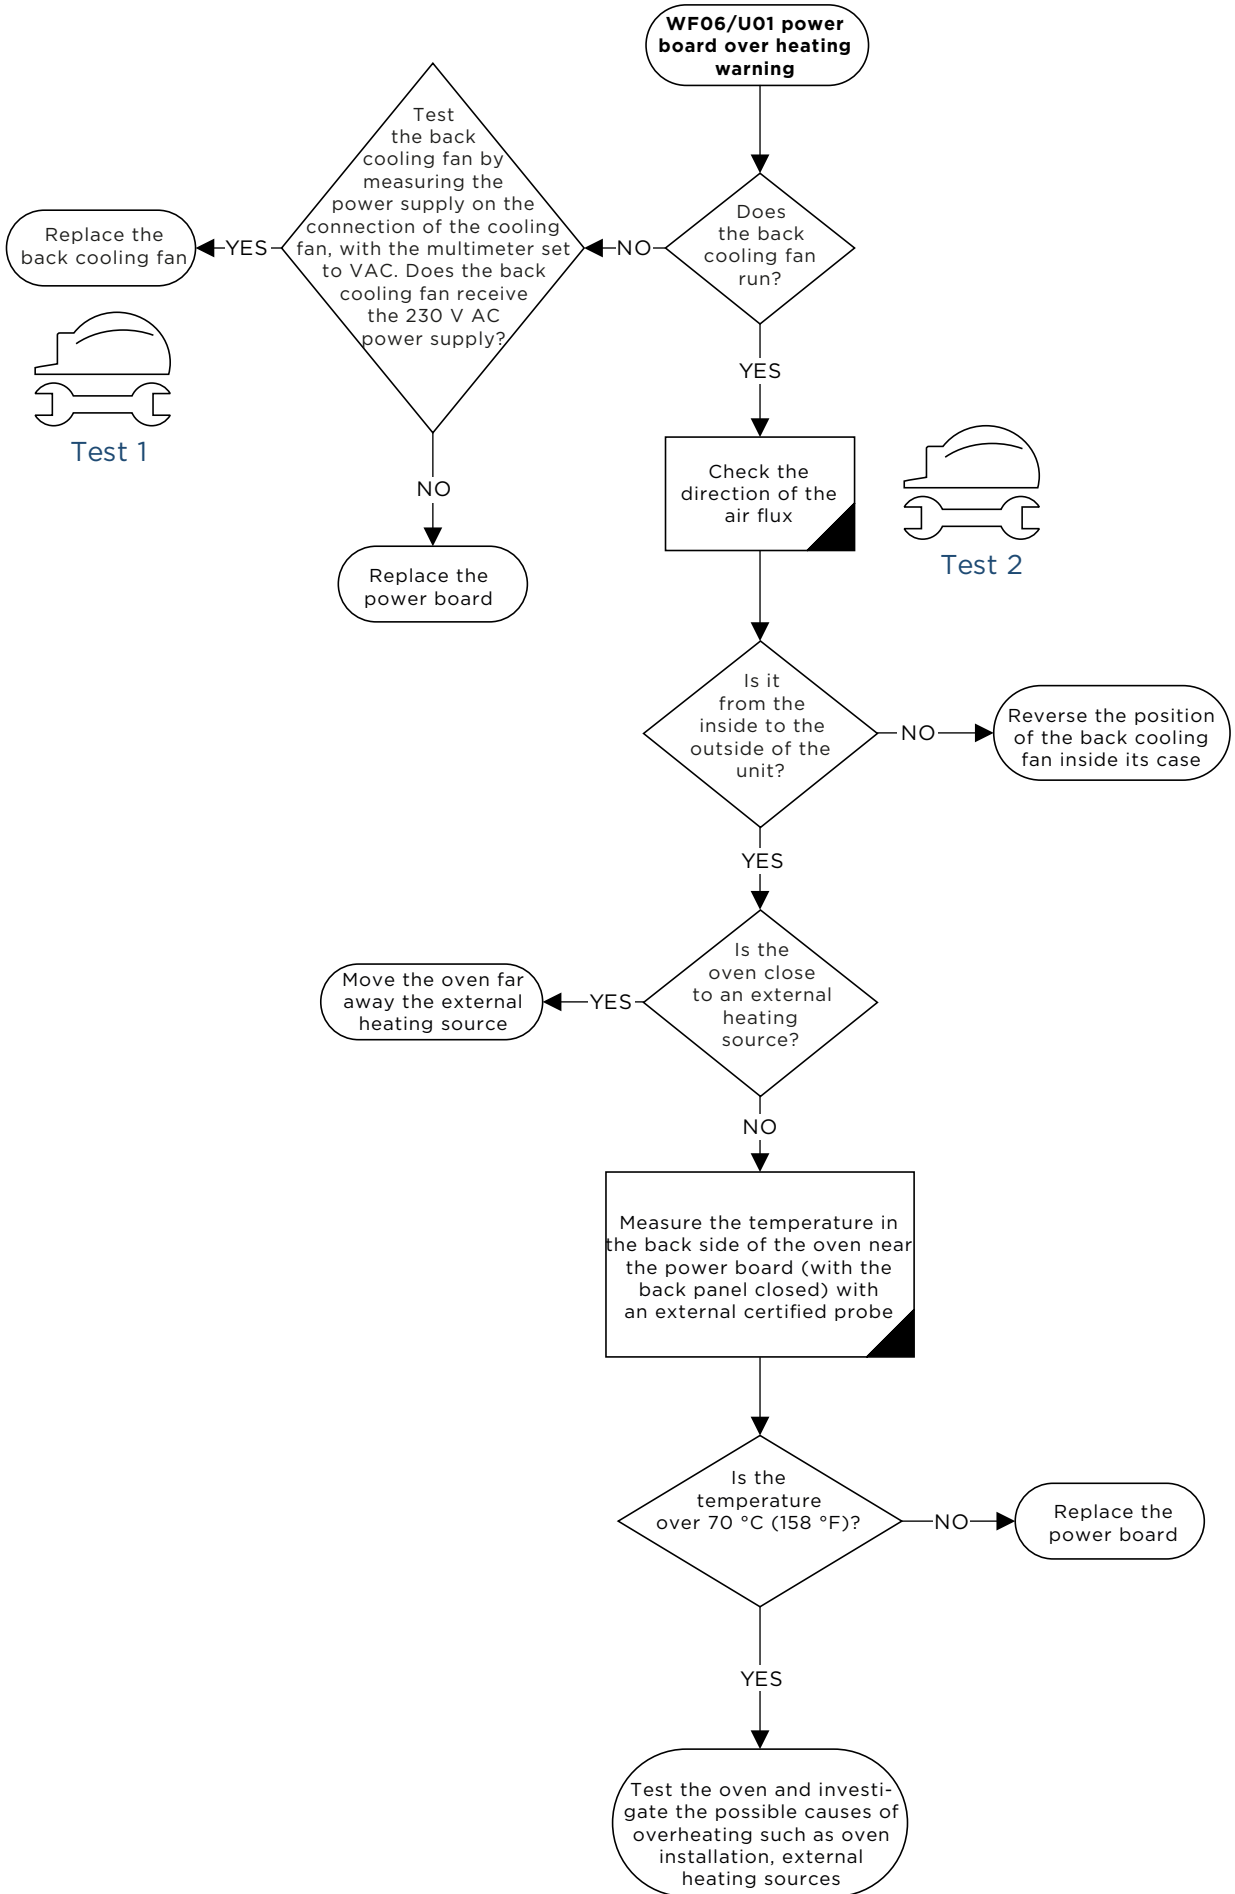 WF06/U01 power
board over heating
warning
Does
the back
cooling fan
run?
NO
Test
the back
cooling fan by
measuring the
power supply on the
connection of the cooling
fan, with the multimeter set
to VAC. Does the back
cooling fan receive
the 230 V AC
power supply?
YES
Replace the
back cooling fan
Test 1
NO
Replace the
power board
YES
Check the
direction of the
air flux
Test 2
Is it
from the
inside to the
outside of the
unit?
NO
Reverse the position
of the back cooling
fan inside its case
YES
Is the
oven close
to an external
heating
source?
YES
Move the oven far
away the external
heating source
NO
Measure the temperature in
the back side of the oven near
the power board (with the
back panel closed) with
an external certified probe
Is the
temperature
over 70 °C (158 °F)?
NO
Replace the
power board
YES
Test the oven and investi-
gate the possible causes of
overheating such as oven
installation, external
heating sources